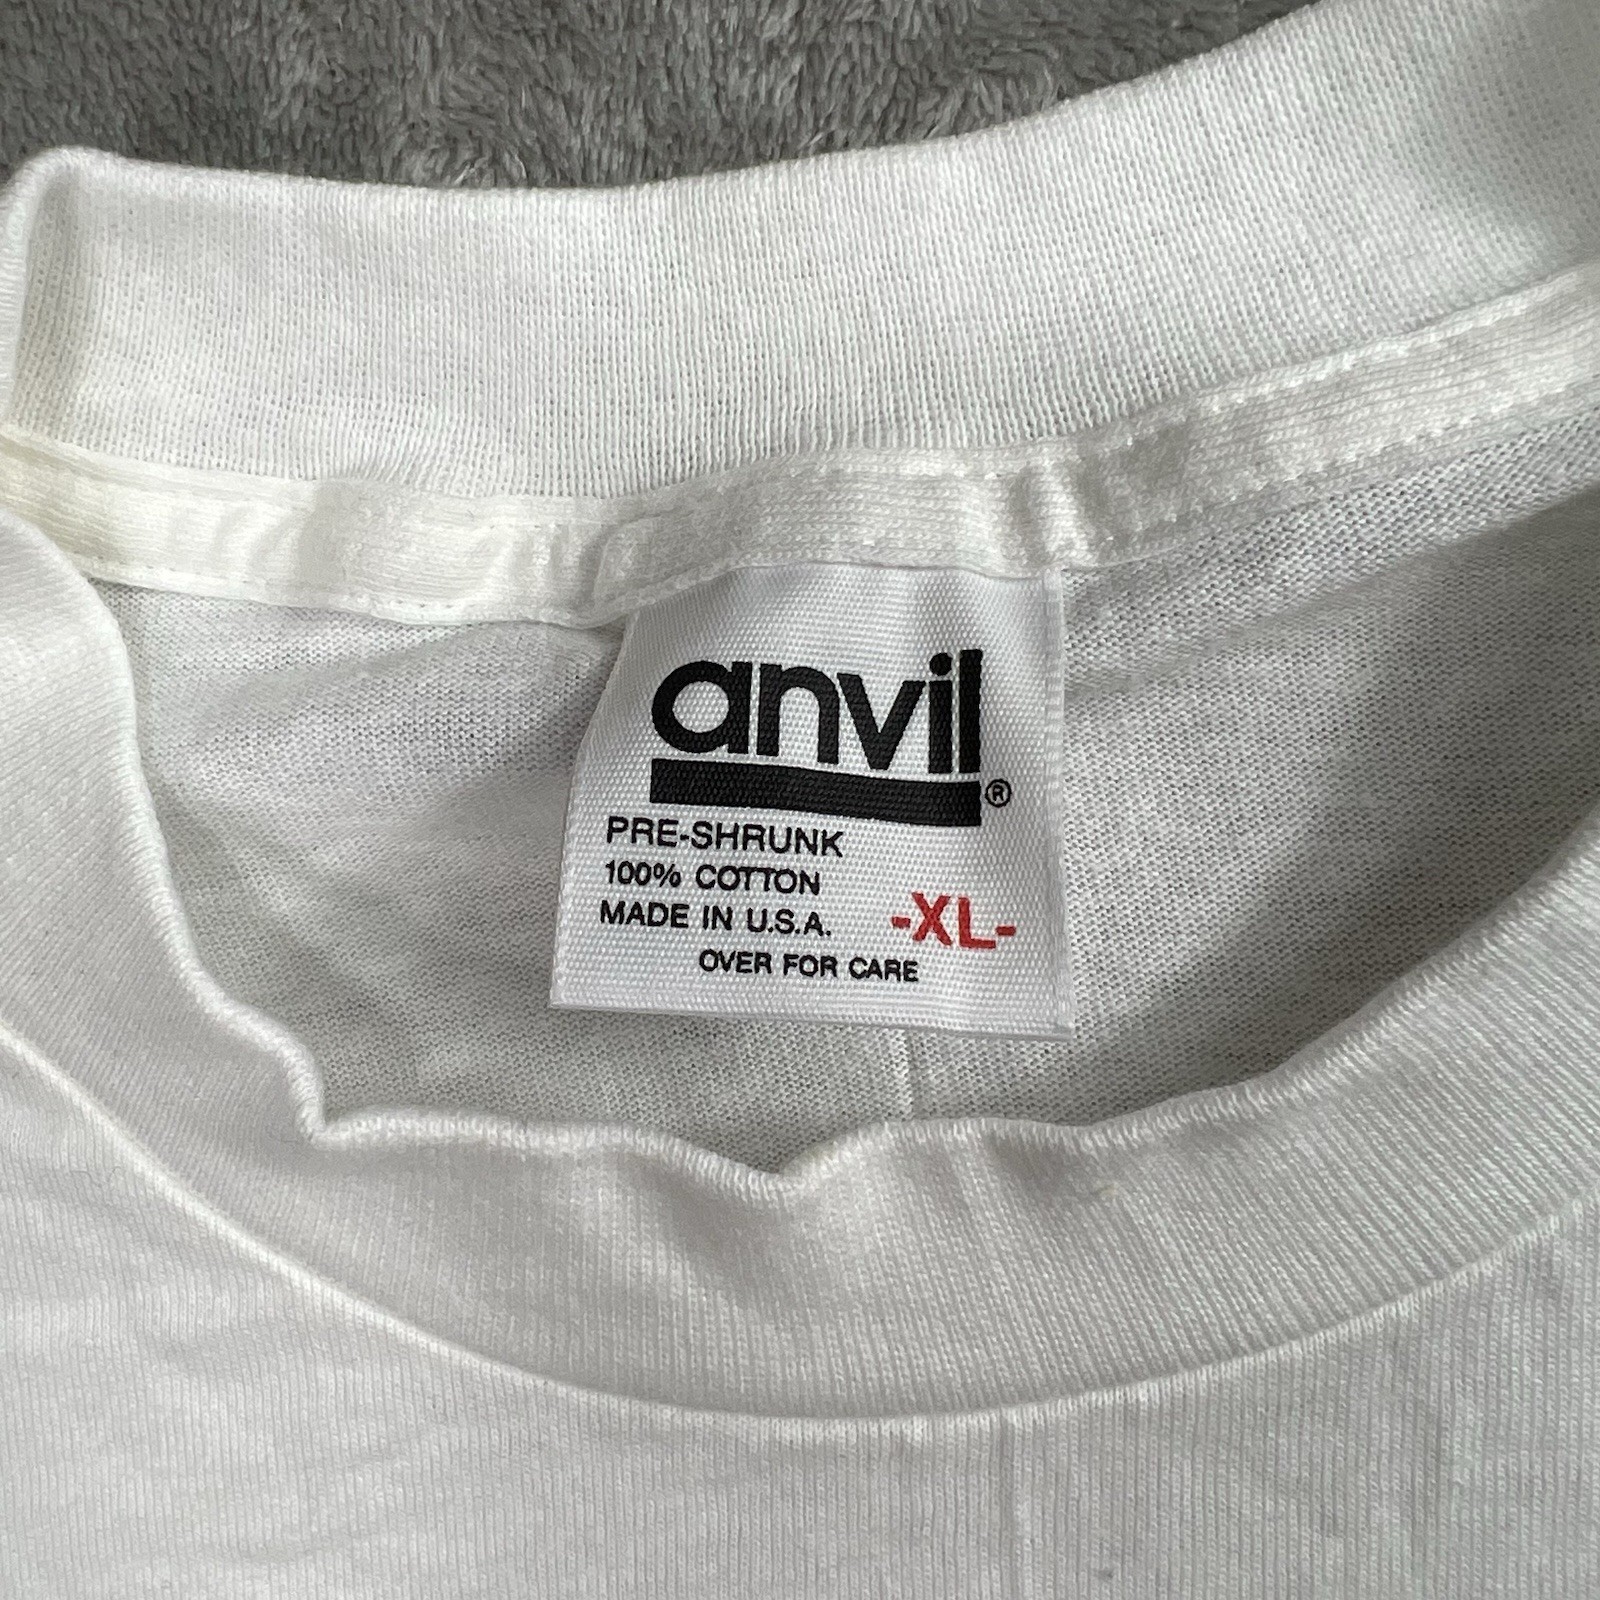 anvil®
PRE-SHRUNK
100% COTTON
MADE IN U.S.A. -XL-
OVER FOR CARE